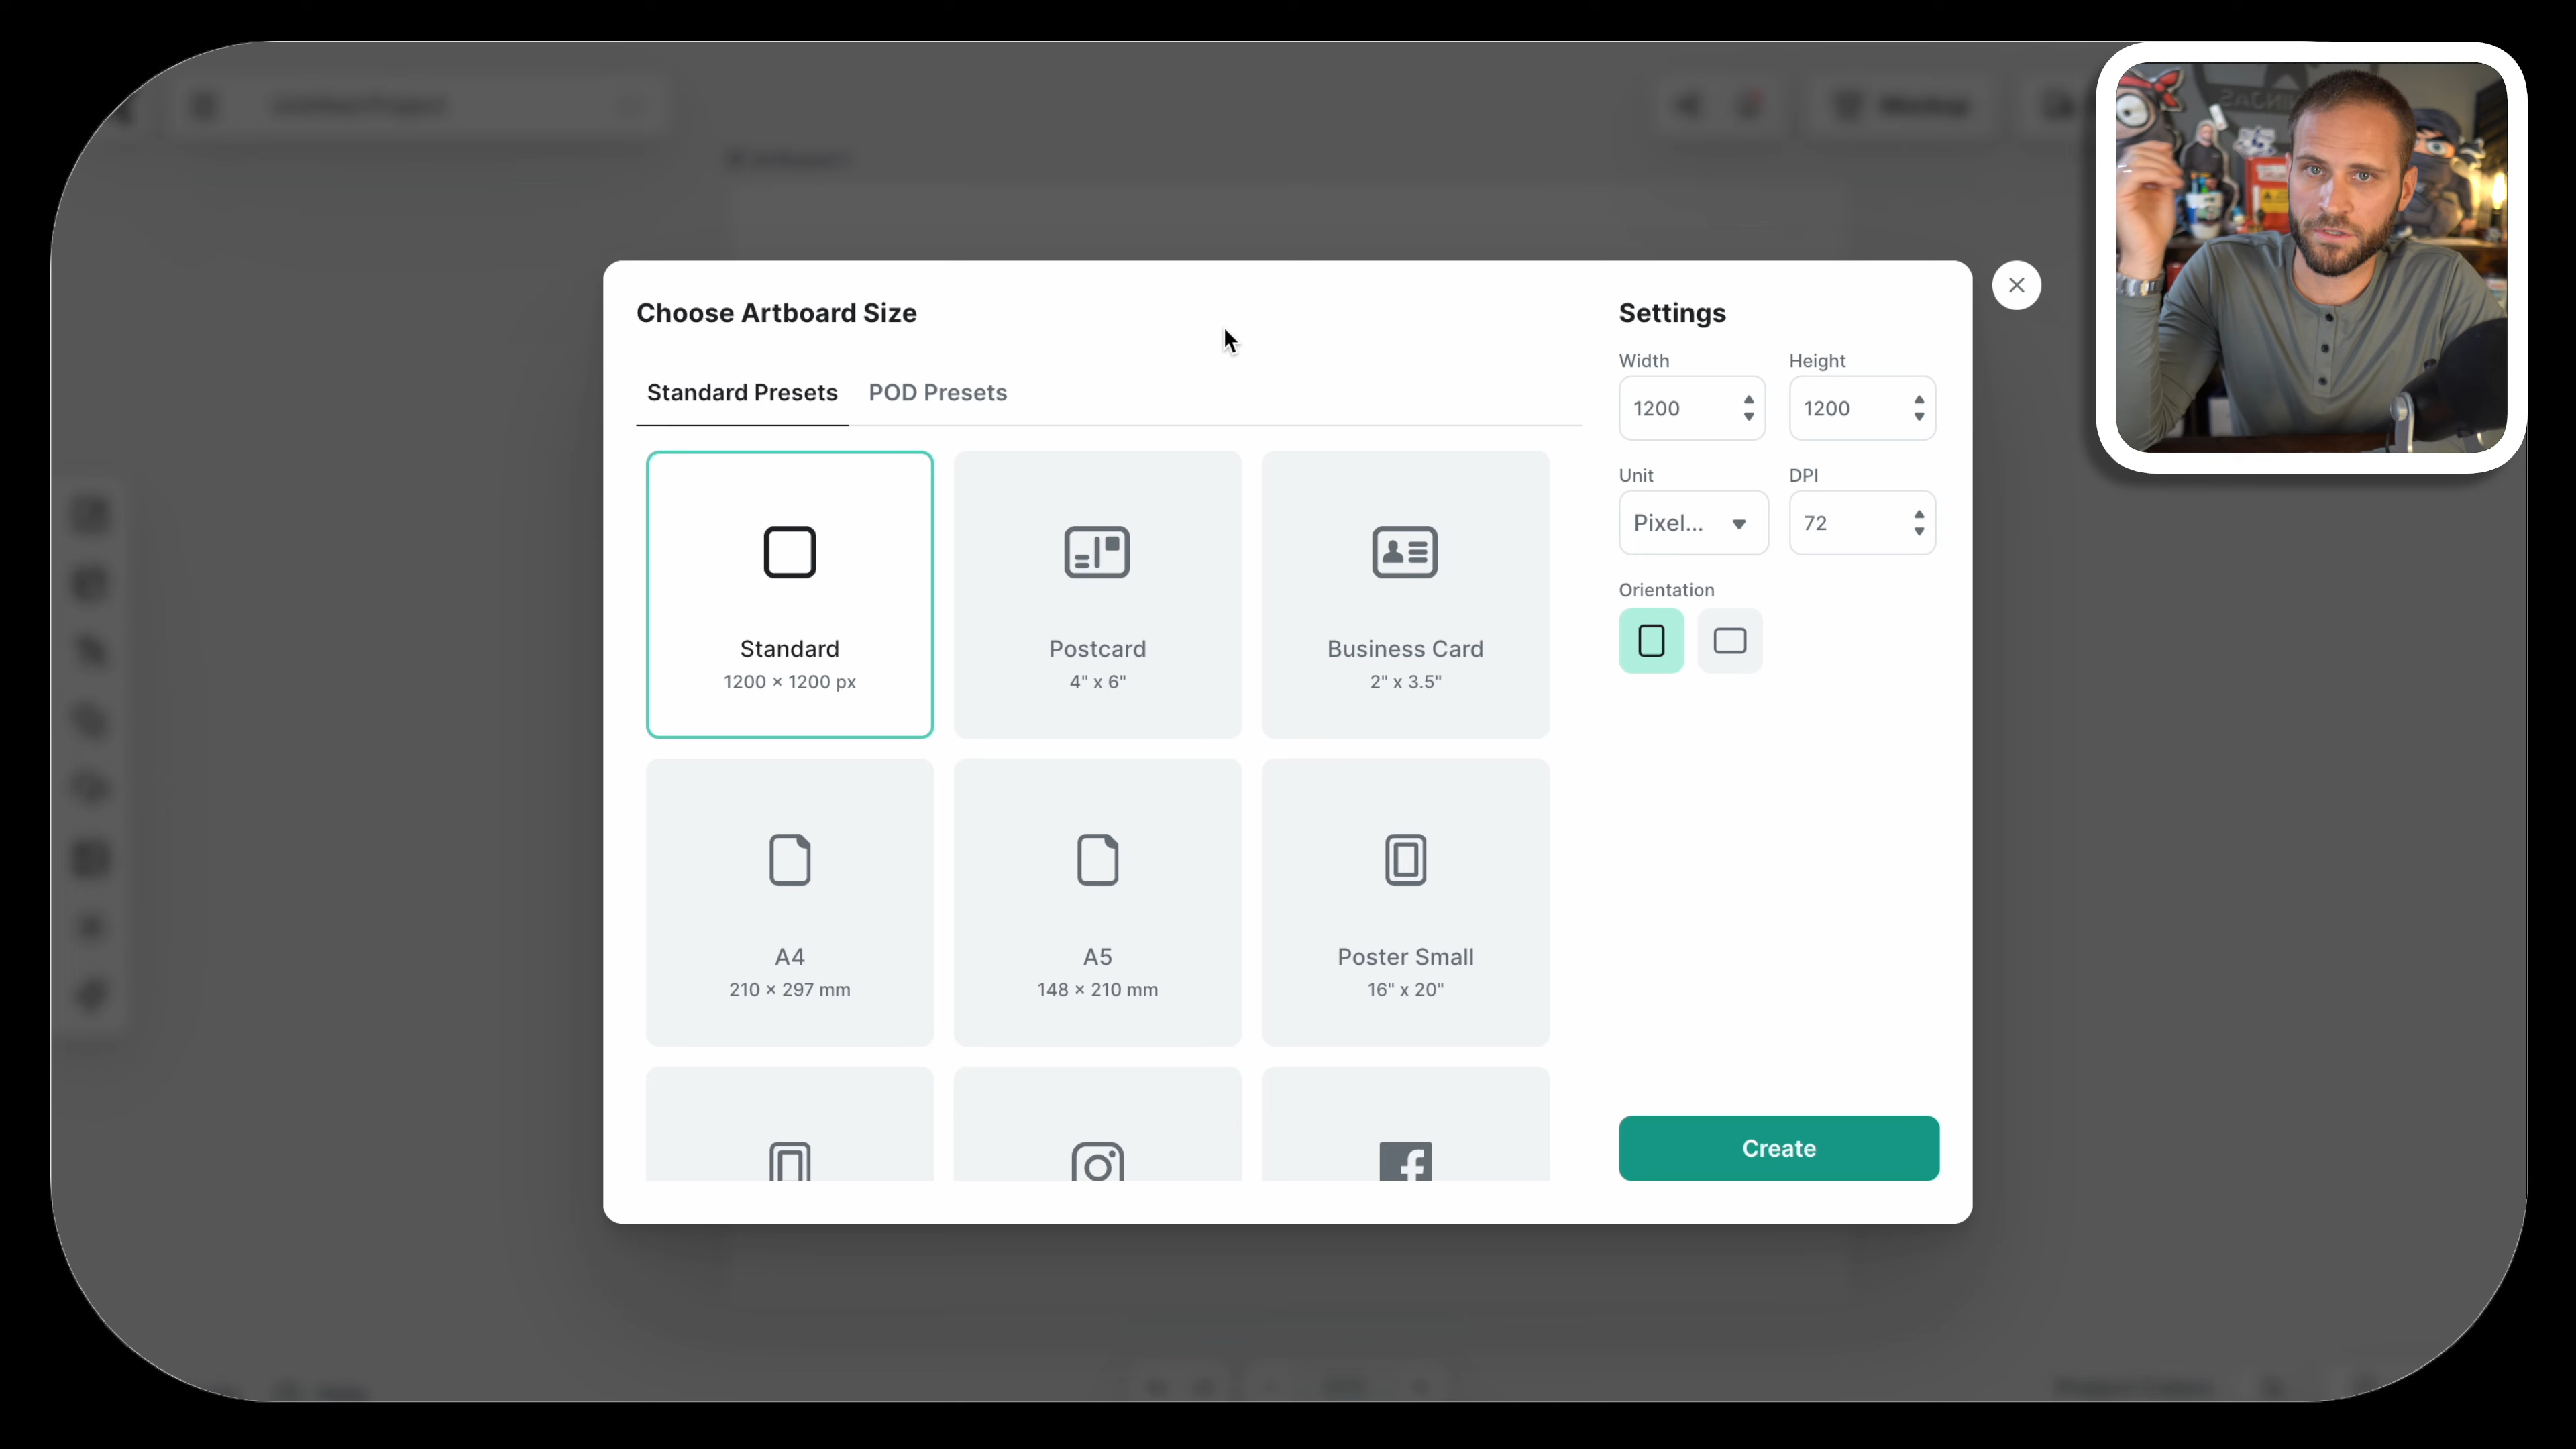 Choose Artboard Size
Standard Presets
POD Presets
Standard
1200 × 1200 px
Postcard
4" x 6"
Business Card
2" x 3.5"
A4
210 × 297 mm
A5
148 × 210 mm
Poster Small
16" x 20"
Settings
Width
Height
1200
1200
Unit
DPI
Pixel...
72
Orientation
Create